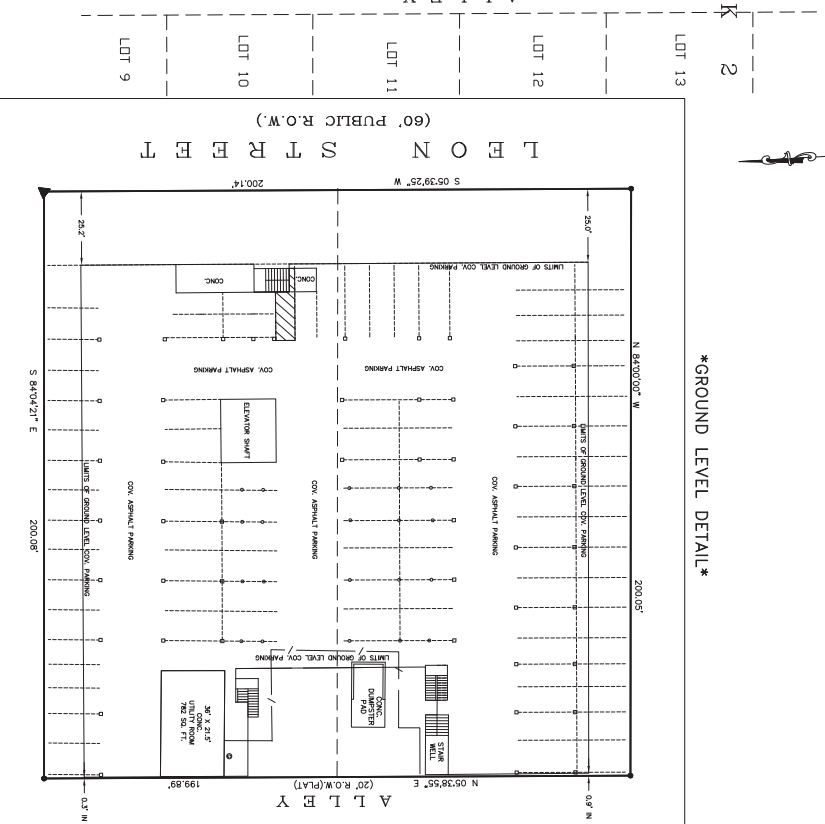 ALLEY
K 2
LOT 9
LOT 10
LOT 11
LOT 12
LOT 13
(60' PUBLIC R.O.W.)
LEON STREET
S 05°39'25" W
200.14'
25.2'
25.0'
LIMITS OF GROUND LEVEL COV. PARKING
CONC.
CONC.
COV. ASPHALT PARKING
COV. ASPHALT PARKING
N 84°00'00" W
200.05'
S 84°04'21" E
200.08'
ELEVATOR SHAFT
LIMITS OF GROUND LEVEL COV. PARKING
LIMITS OF GROUND LEVEL COV. PARKING
COV. ASPHALT PARKING
COV. ASPHALT PARKING
COV. ASPHALT PARKING
*GROUND LEVEL DETAIL*
LIMITS OF GROUND LEVEL COV. PARKING
36' X 21.5'
CONC.
UTILITY ROOM
782 SQ. FT.
CONC.
DUMPSTER
PAD
STAIR
WELL
N 05°38'55" E
(20' R.O.W.(PLAT)
199.89'
ALLEY
0.3' IN
0.9' IN